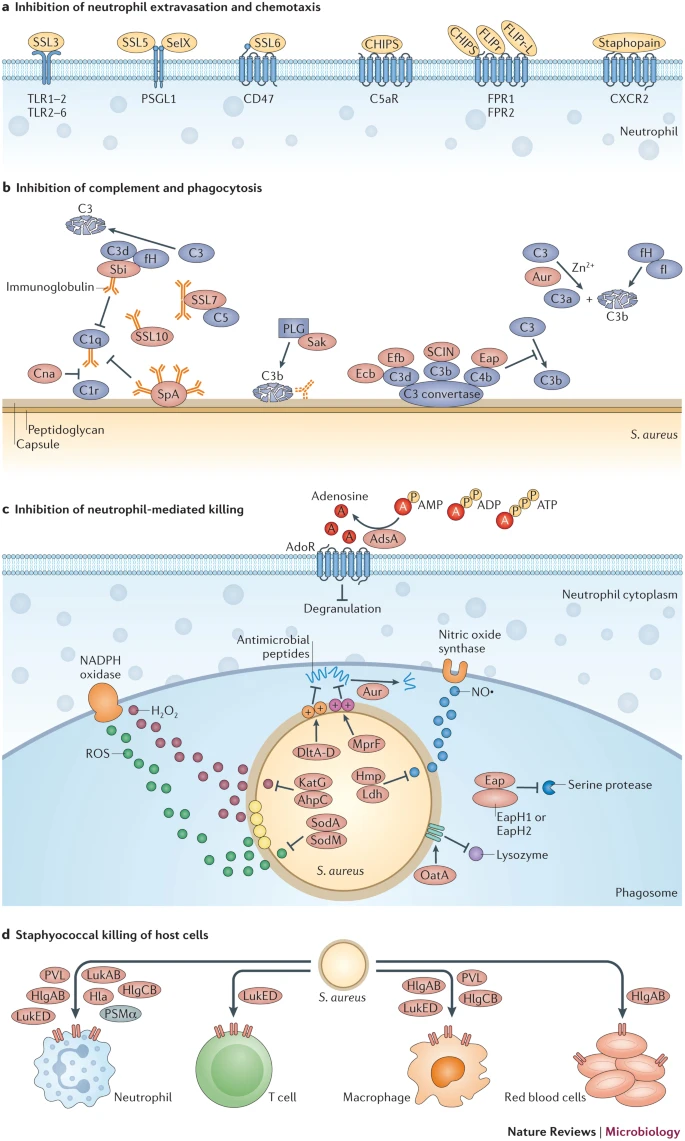 a Inhibition of neutrophil extravasation and chemotaxis
SSL3
SSL5
SelX
SSL6
CHIPS
CHIPS
FLIPr
FLIPr-L
Staphopain
TLR1–2
TLR2–6
PSGL1
CD47
C5aR
FPR1
FPR2
CXCR2
Neutrophil
b Inhibition of complement and phagocytosis
C3
C3d
fH
Sbi
C3
Immunoglobulin
SSL7
C5
C1q
SSL10
Cna
C1r
SpA
PLG
Sak
C3b
Efb
SCIN
Eap
Ecb
C3d
C3b
C4b
C3 convertase
C3
Aur
Zn²⁺
C3a
+
C3b
fH
fI
C3
C3b
Peptidoglycan
Capsule
S. aureus
c Inhibition of neutrophil-mediated killing
Adenosine
A
A
A
A
P
AMP
A
P
P
ADP
A
P
P
P
ATP
AdsA
AdoR
Degranulation
Neutrophil cytoplasm
Antimicrobial
peptides
Nitric oxide
synthase
NADPH
oxidase
H₂O₂
ROS
Aur
NO•
+
+
+
+
DltA-D
MprF
KatG
AhpC
Hmp
Ldh
SodA
SodM
S. aureus
Eap
EapH1 or
EapH2
Serine protease
Lysozyme
OatA
Phagosome
d Staphyococcal killing of host cells
PVL
LukAB
HlgAB
Hla
HlgCB
LukED
PSMα
Neutrophil
LukED
T cell
S. aureus
HlgAB
PVL
LukED
HlgCB
Macrophage
HlgAB
Red blood cells
Nature Reviews | Microbiology